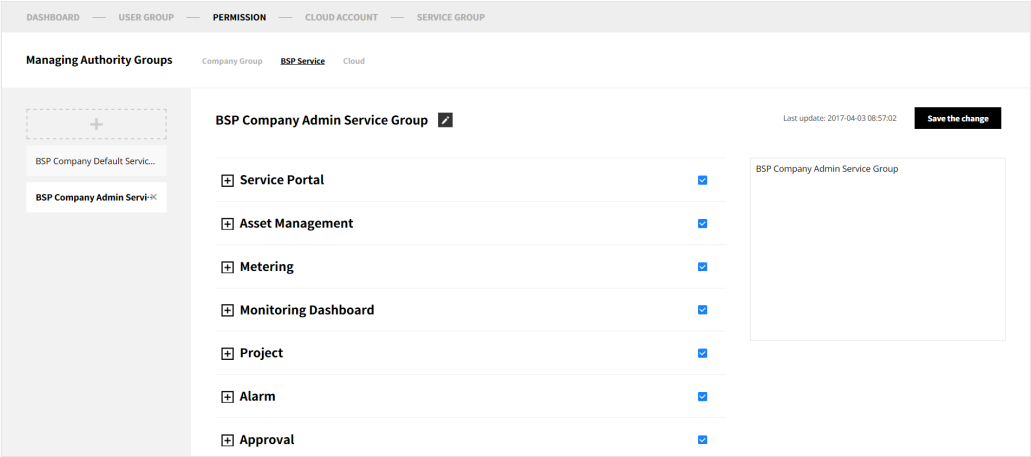 DASHBOARD — USER GROUP — PERMISSION — CLOUD ACCOUNT — SERVICE GROUP
Managing Authority Groups Company Group BSP Service Cloud
BSP Company Admin Service Group Last update: 2017-04-03 08:57:02 Save the change
BSP Company Default Servic...
BSP Company Admin Servi...
BSP Company Admin Service Group
Service Portal
Asset Management
Metering
Monitoring Dashboard
Project
Alarm
Approval